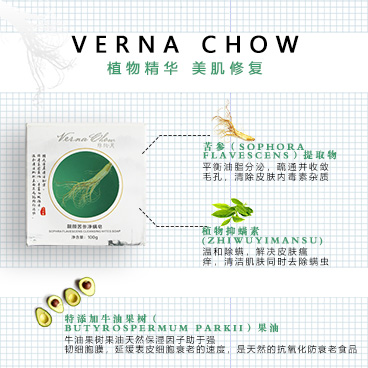 VERNA CHOW
植物精华 美肌修复
Verna Chow
100g
苦参（SOPHORA
FLAVESCENS）提取物
平衡油脂分泌，疏通并收敛
毛孔，清除皮肤内毒素杂质
植物抑螨素
(ZHIWUYIMANSU)
温和除螨，解决皮肤瘙
痒，清洁肌肤同时去除螨虫
特添加牛油果树（
BUTYROSPERMUM PARKII）果油
牛油果树果油天然保湿因子助于强
韧细胞膜，延缓表皮细胞衰老的速度，是天然的抗氧化防衰老食品